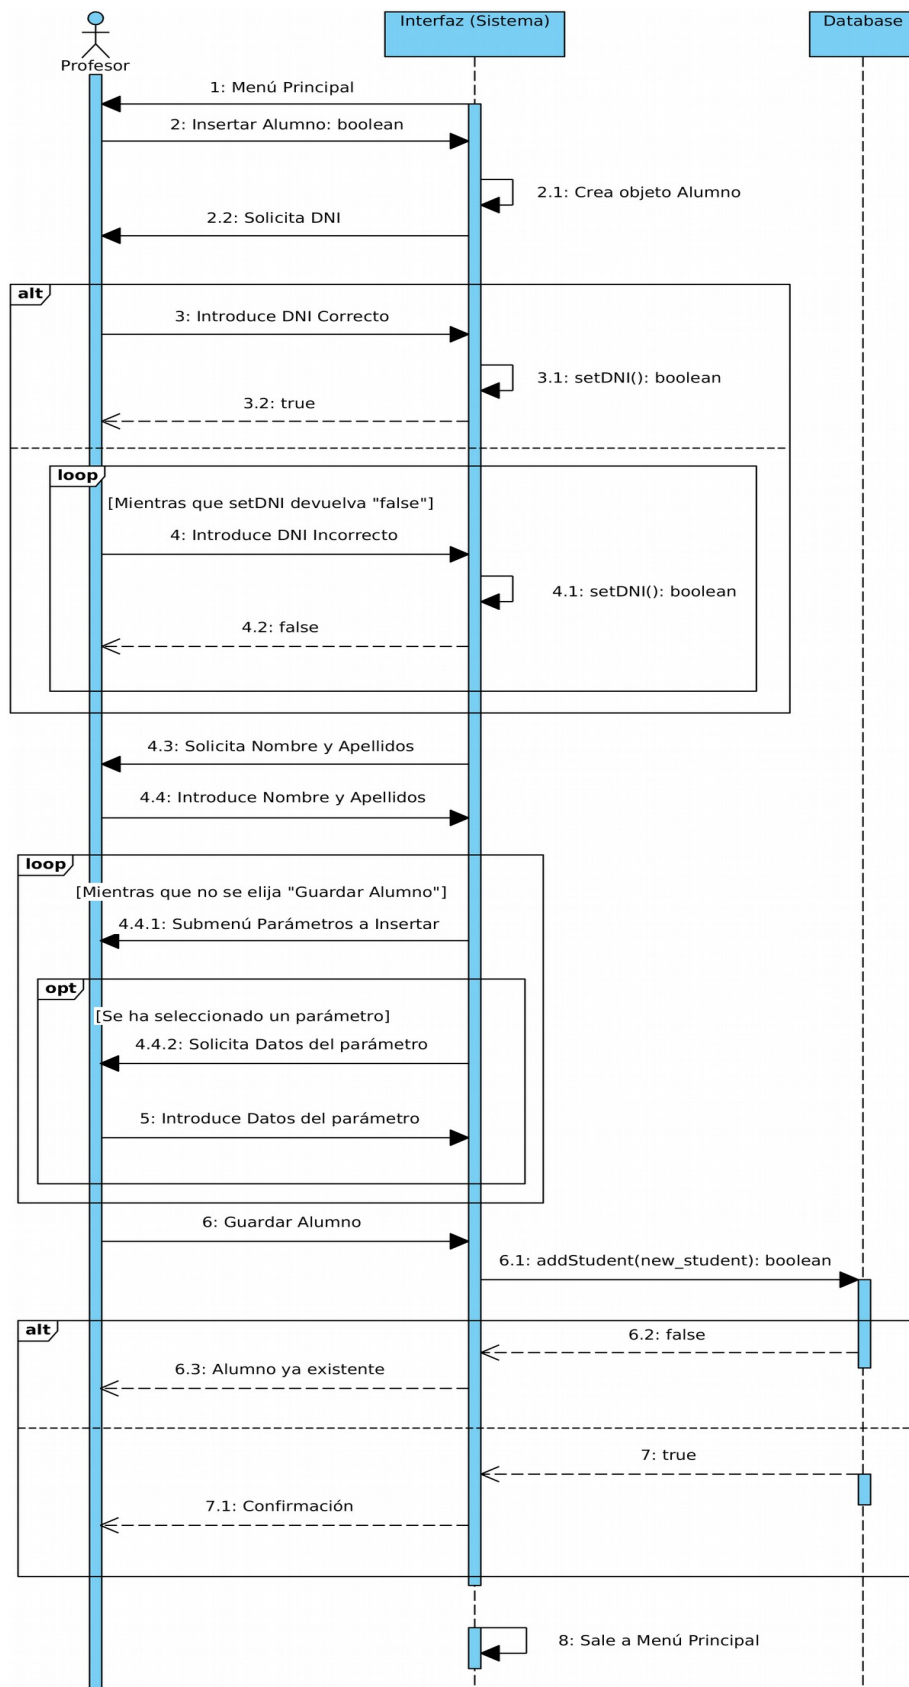 Interfaz (Sistema)
Database
Profesor
1: Menú Principal
2: Insertar Alumno: boolean
2.1: Crea objeto Alumno
2.2: Solicita DNI
alt
3: Introduce DNI Correcto
3.1: setDNI(): boolean
3.2: true
loop
[Mientras que setDNI devuelva "false"]
4: Introduce DNI Incorrecto
4.1: setDNI(): boolean
4.2: false
4.3: Solicita Nombre y Apellidos
4.4: Introduce Nombre y Apellidos
loop
[Mientras que no se elija "Guardar Alumno"]
4.4.1: Submenú Parámetros a Insertar
opt
[Se ha seleccionado un parámetro]
4.4.2: Solicita Datos del parámetro
5: Introduce Datos del parámetro
6: Guardar Alumno
6.1: addStudent(new_student): boolean
alt
6.2: false
6.3: Alumno ya existente
7: true
7.1: Confirmación
8: Sale a Menú Principal